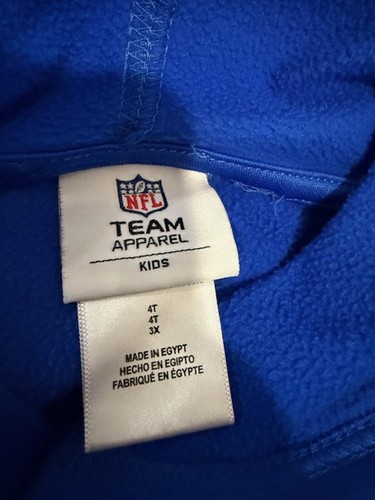 NFL
TEAM
APPAREL
KIDS
4T
4T
3X
MADE IN EGYPT
HECHO EN EGIPTO
FABRIQUÉ EN ÉGYPTE